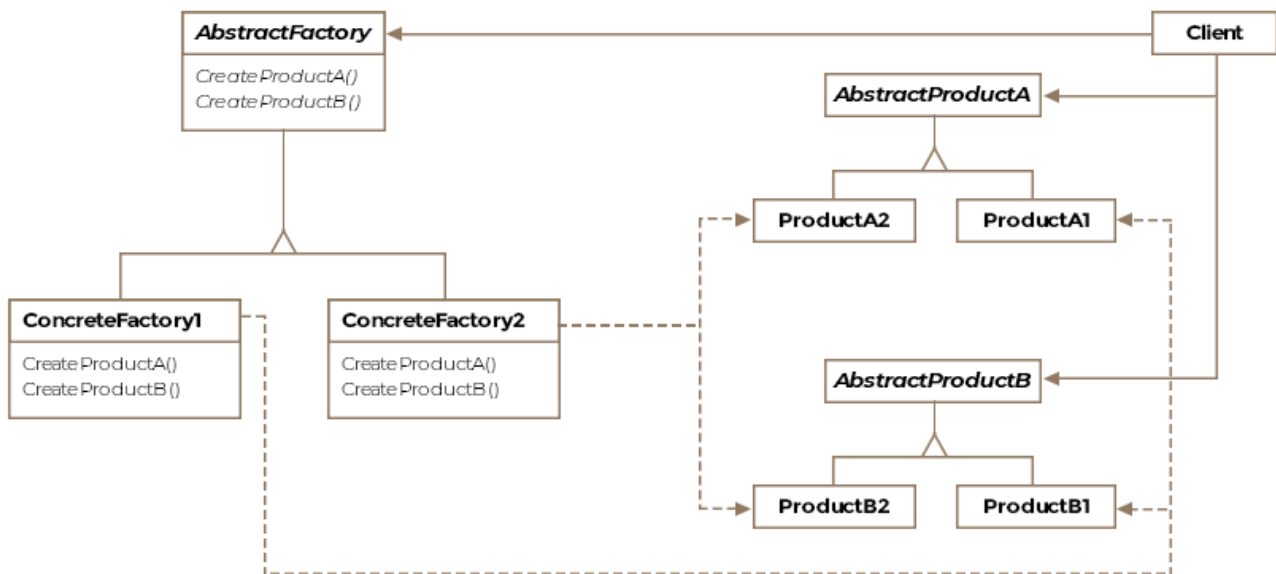 AbstractFactory
Client
CreateProductA()
CreateProductB()
AbstractProductA
ProductA2
ProductA1
ConcreteFactory1
ConcreteFactory2
CreateProductA()
CreateProductA()
CreateProductB()
CreateProductB()
AbstractProductB
ProductB2
ProductB1